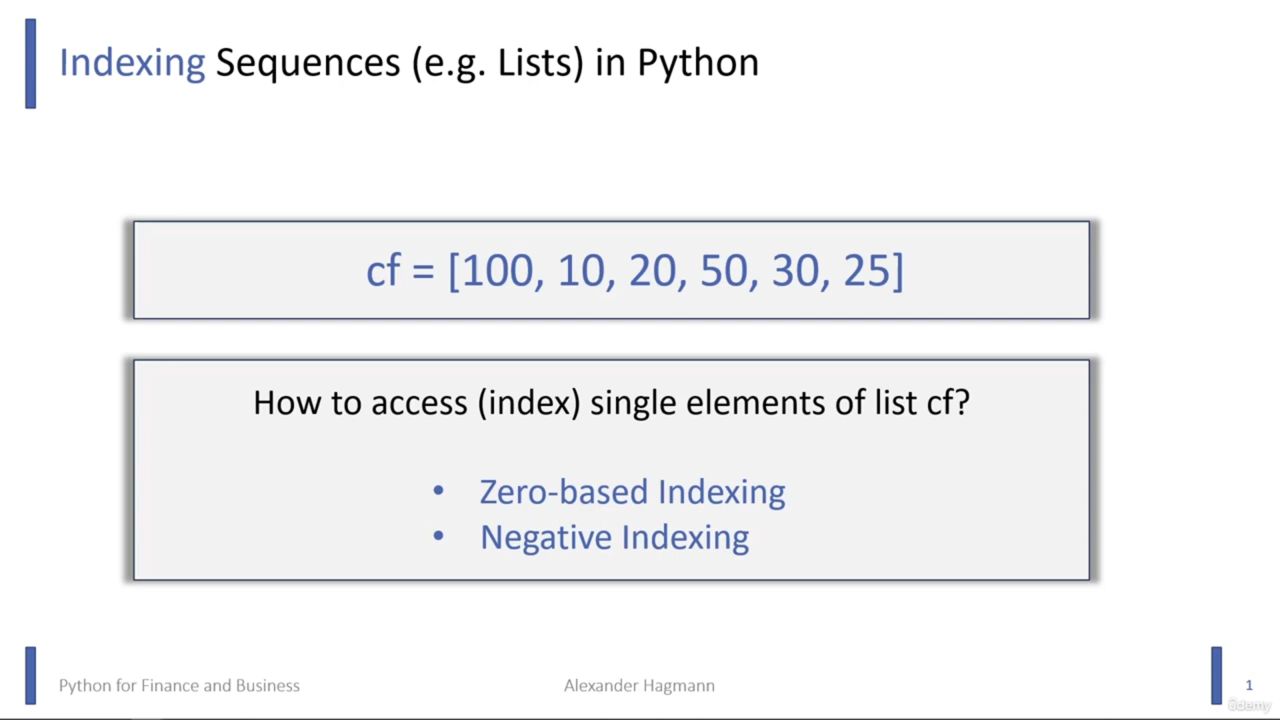 Indexing Sequences (e.g. Lists) in Python
cf = [100, 10, 20, 50, 30, 25]
How to access (index) single elements of list cf?
• Zero-based Indexing
• Negative Indexing
Python for Finance and Business
Alexander Hagmann
1
ûdemy